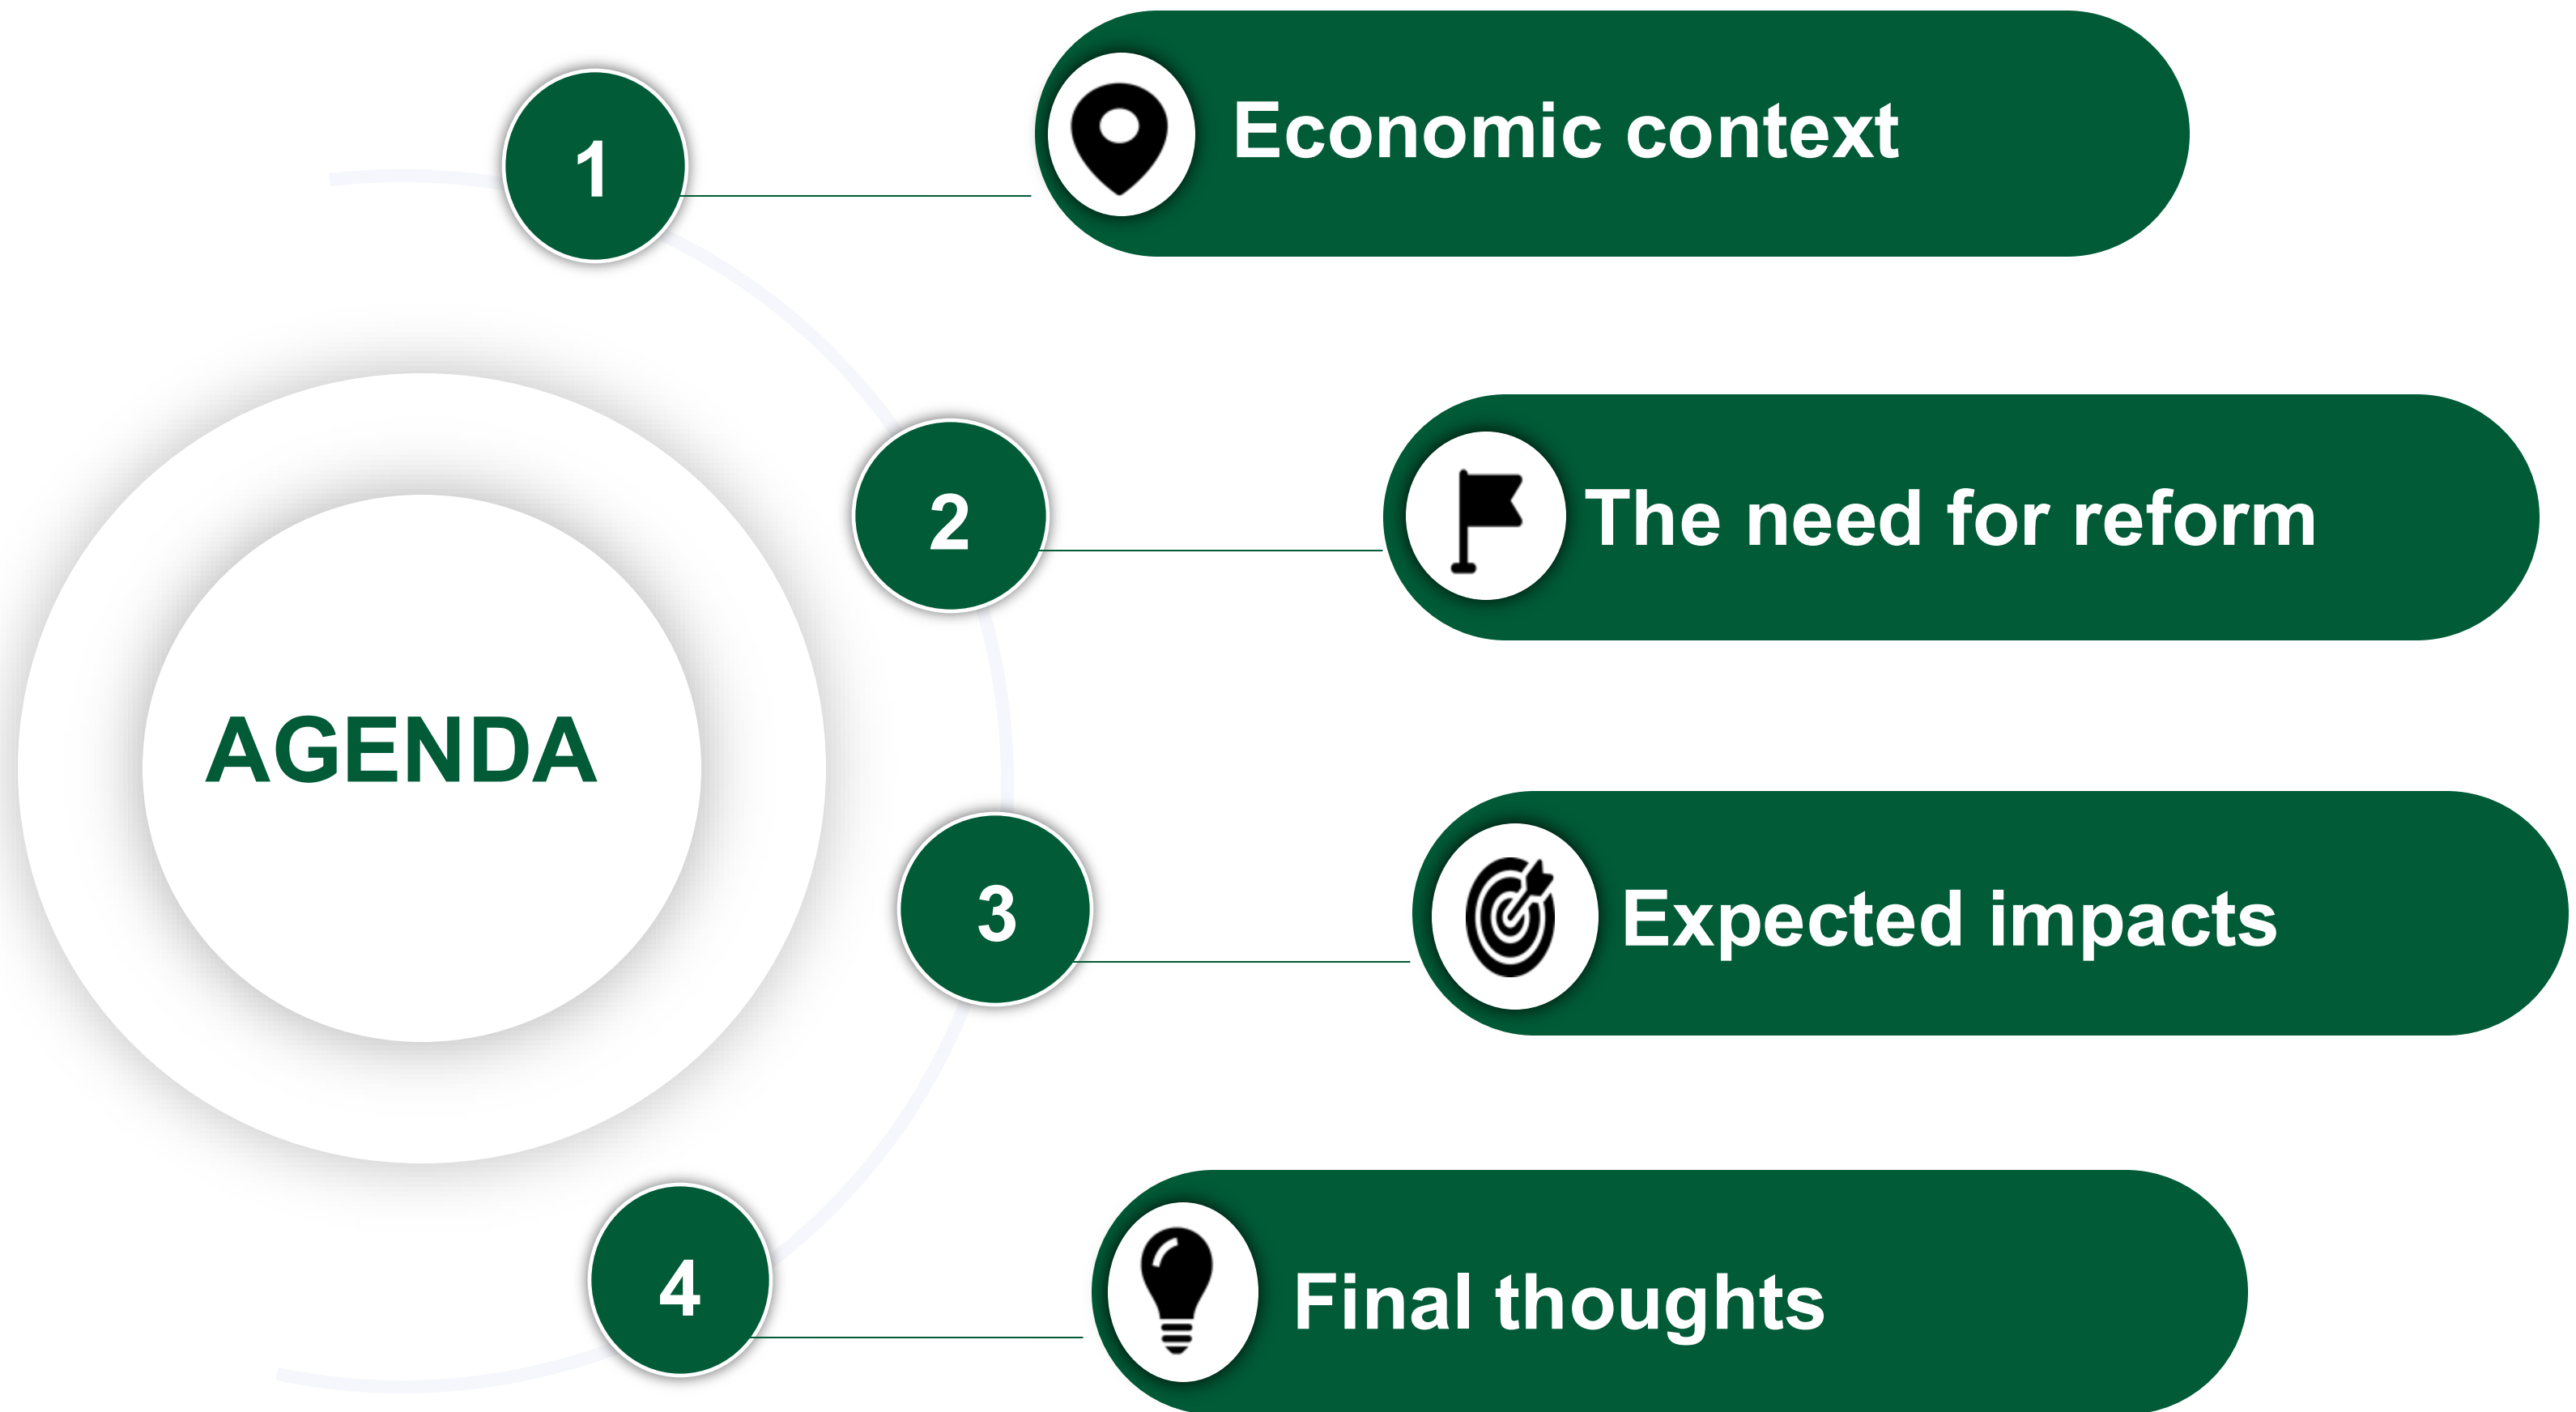 AGENDA
1
Economic context
2
The need for reform
3
Expected impacts
4
Final thoughts